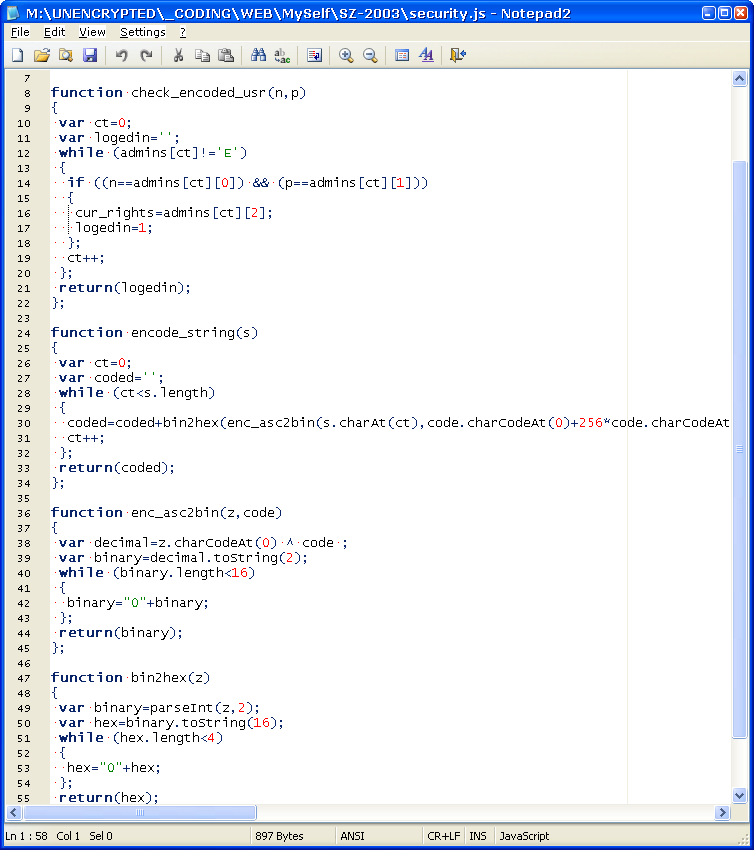 M:\UNENCRYPTED\_CODING\WEB\MySelf\SZ-2003\security.js - Notepad2
File Edit View Settings ?
7
8 function check_encoded_usr(n,p)
9 {
10 var ct=0;
11 var logedin='';
12 while (admins[ct]!='E')
13 {
14 if ((n==admins[ct][0]) && (p==admins[ct][1]))
15 {
16 cur_rights=admins[ct][2];
17 logedin=1;
18 };
19 ct++;
20 };
21 return(logedin);
22 };
23
24 function encode_string(s)
25 {
26 var ct=0;
27 var coded='';
28 while (ct<s.length)
29 {
30 coded=coded+bin2hex(enc_asc2bin(s.charAt(ct),code.charCodeAt(0)+256*code.charCodeAt
31 ct++;
32 };
33 return(coded);
34 };
35
36 function enc_asc2bin(z,code)
37 {
38 var decimal=z.charCodeAt(0) ^ code ;
39 var binary=decimal.toString(2);
40 while (binary.length<16)
41 {
42 binary="0"+binary;
43 };
44 return(binary);
45 };
46
47 function bin2hex(z)
48 {
49 var binary=parseInt(z,2);
50 var hex=binary.toString(16);
51 while (hex.length<4)
52 {
53 hex="0"+hex;
54 };
55 return(hex);
Ln 1 : 58 Col 1 Sel 0 897 Bytes ANSI CR+LF INS JavaScript